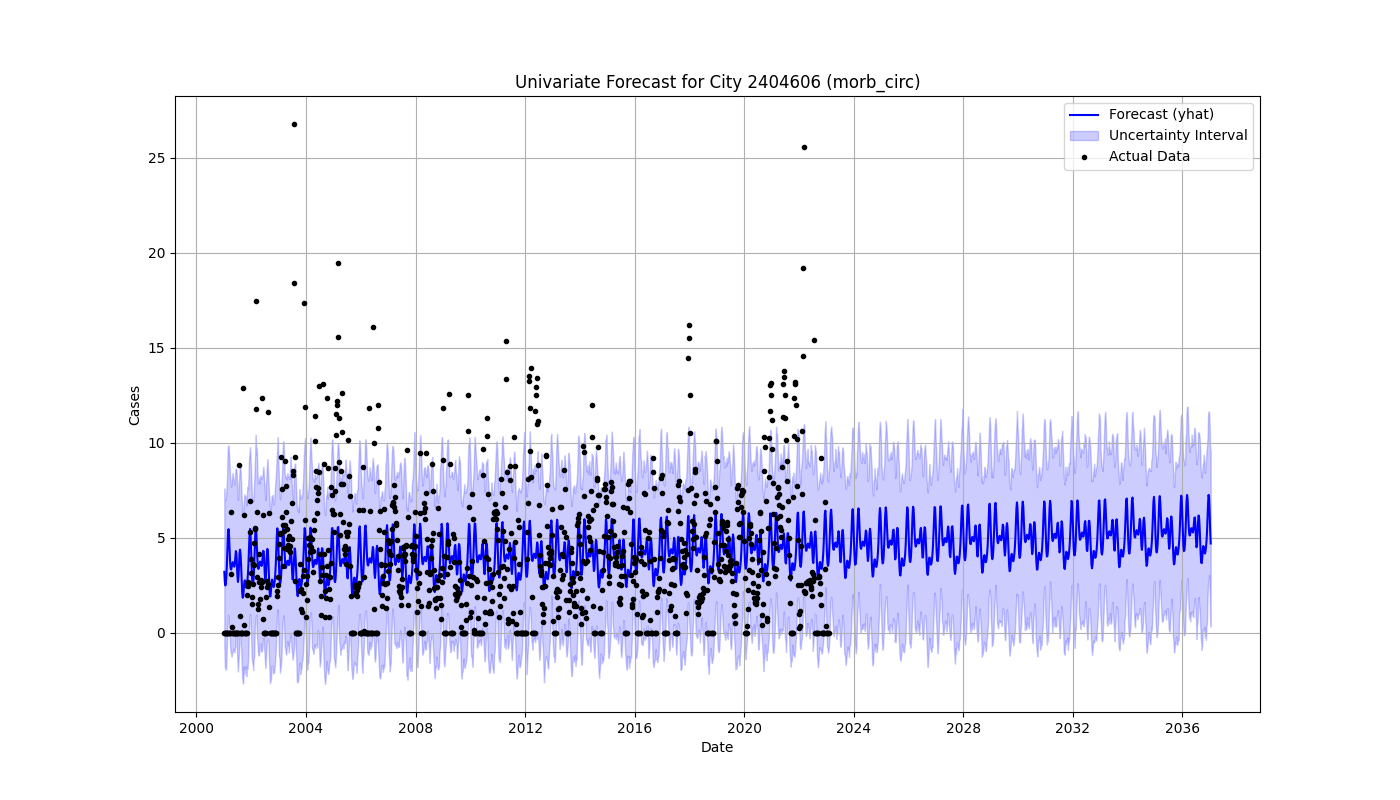 Univariate Forecast for City 2404606 (morb_circ)
Forecast (yhat)
Uncertainty Interval
Actual Data
Cases
25
20
15
10
5
0
2000 2004 2008 2012 2016 2020 2024 2028 2032 2036
Date